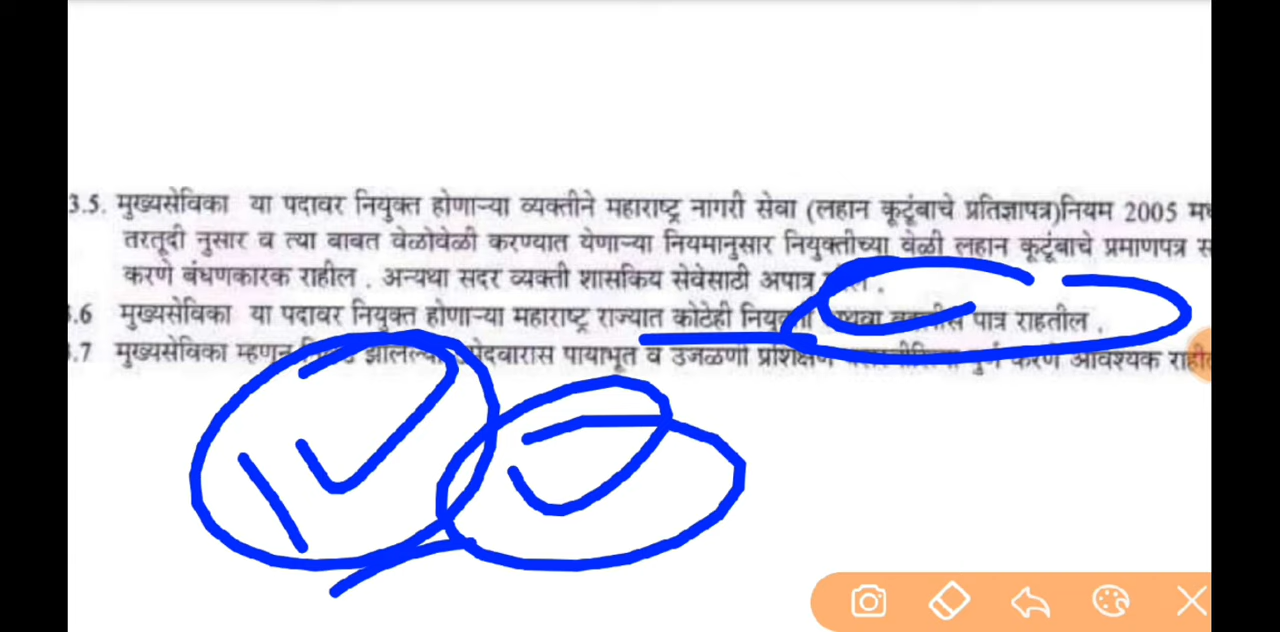 3.5. मुख्यसेविका या पदावर नियुक्त होणाऱ्या व्यक्तीने महाराष्ट्र नागरी सेवा (लहान कूटूंबाचे प्रतिज्ञापत्र)नियम 2005
तरतूदी नुसार व त्या बाबत वेळोवेळी करण्यात येणाऱ्या नियमानुसार नियुक्तीच्या वेळी लहान कूटूंबाचे प्रमाणपत्र
करणे बंधणकारक राहील . अन्यथा सदर व्यक्ती शासकिय सेवेसाठी अपात्र
.6 मुख्यसेविका या पदावर नियुक्त होणाऱ्या महाराष्ट्र राज्यात कोटेही पात्र राहतील .
.7 मुख्यसेविका म्हणून पायाभूत व उजळणी प्रशिक्षण करणे आवश्यक